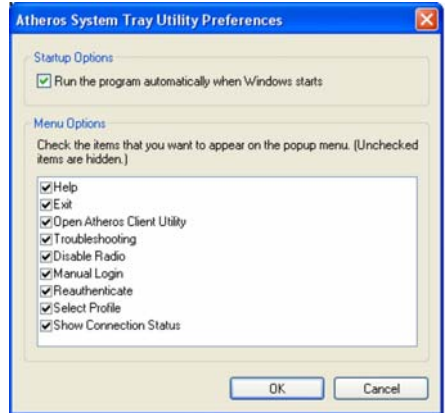 Atheros System Tray Utility Preferences
Startup Options
Run the program automatically when Windows starts
Menu Options
Check the items that you want to appear on the popup menu. (Unchecked
items are hidden.)
Help
Exit
Open Atheros Client Utility
Troubleshooting
Disable Radio
Manual Login
Reauthenticate
Select Profile
Show Connection Status
OK Cancel